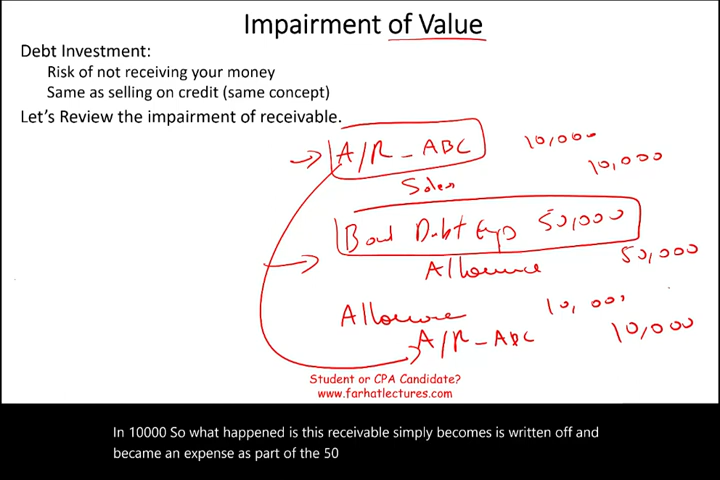 Impairment of Value
Debt Investment:
Risk of not receiving your money
Same as selling on credit (same concept)
Let's Review the impairment of receivable.
A/R - ABC 10,000
Sales 10,000
Bad Debt Exp 50,000
Allowance 50,000
Allowance 10,000
A/R - ABC 10,000
Student or CPA Candidate?
www.farhatlectures.com
In 10000 So what happened is this receivable simply becomes is written off and
became an expense as part of the 50